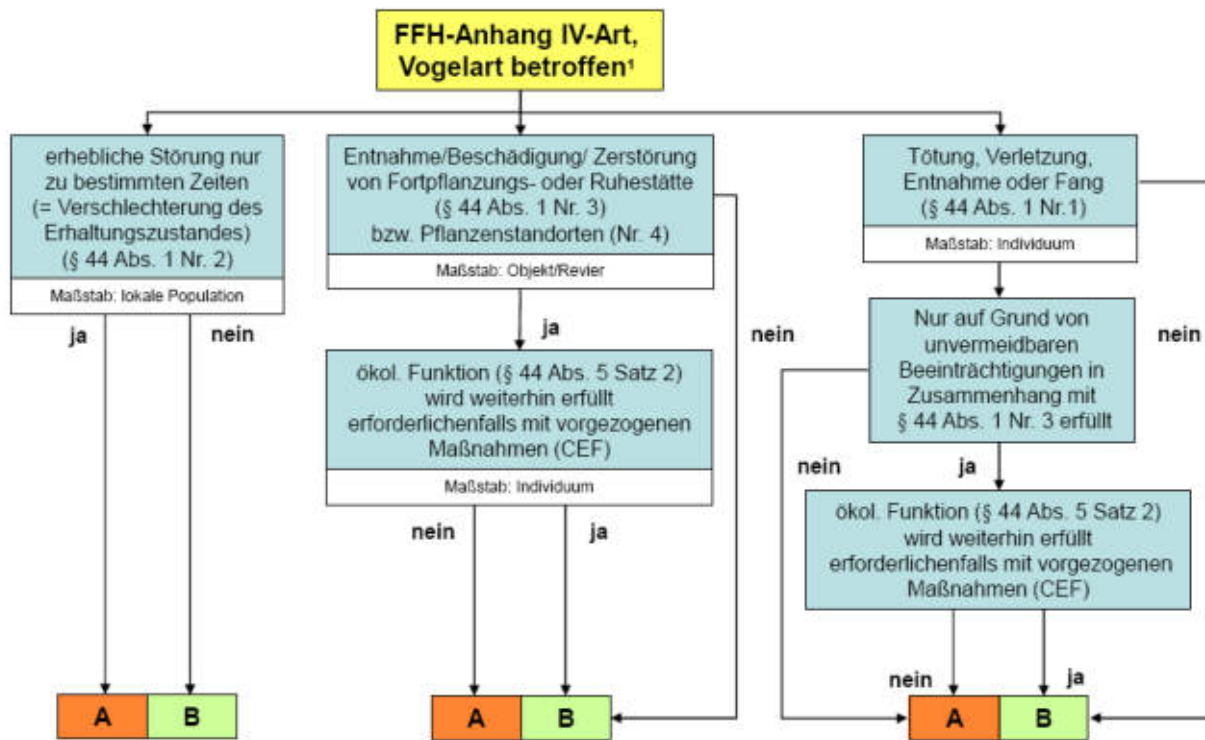 FFH-Anhang IV-Art,
Vogelart betroffen¹
erhebliche Störung nur
zu bestimmten Zeiten
(= Verschlechterung des
Erhaltungszustandes)
(§ 44 Abs. 1 Nr. 2)
Maßstab: lokale Population
ja
nein
A
B
Entnahme/Beschädigung/ Zerstörung
von Fortpflanzungs- oder Ruhestätte
(§ 44 Abs. 1 Nr. 3)
bzw. Pflanzenstandorten (Nr. 4)
Maßstab: Objekt/Revier
ja
nein
ökol. Funktion (§ 44 Abs. 5 Satz 2)
wird weiterhin erfüllt
erforderlichenfalls mit vorgezogenen
Maßnahmen (CEF)
Maßstab: Individuum
nein
ja
A
B
Tötung, Verletzung,
Entnahme oder Fang
(§ 44 Abs. 1 Nr.1)
Maßstab: Individuum
Nur auf Grund von
unvermeidbaren
Beeinträchtigungen in
Zusammenhang mit
§ 44 Abs. 1 Nr. 3 erfüllt
nein
nein
ja
ökol. Funktion (§ 44 Abs. 5 Satz 2)
wird weiterhin erfüllt
erforderlichenfalls mit vorgezogenen
Maßnahmen (CEF)
nein
ja
A
B